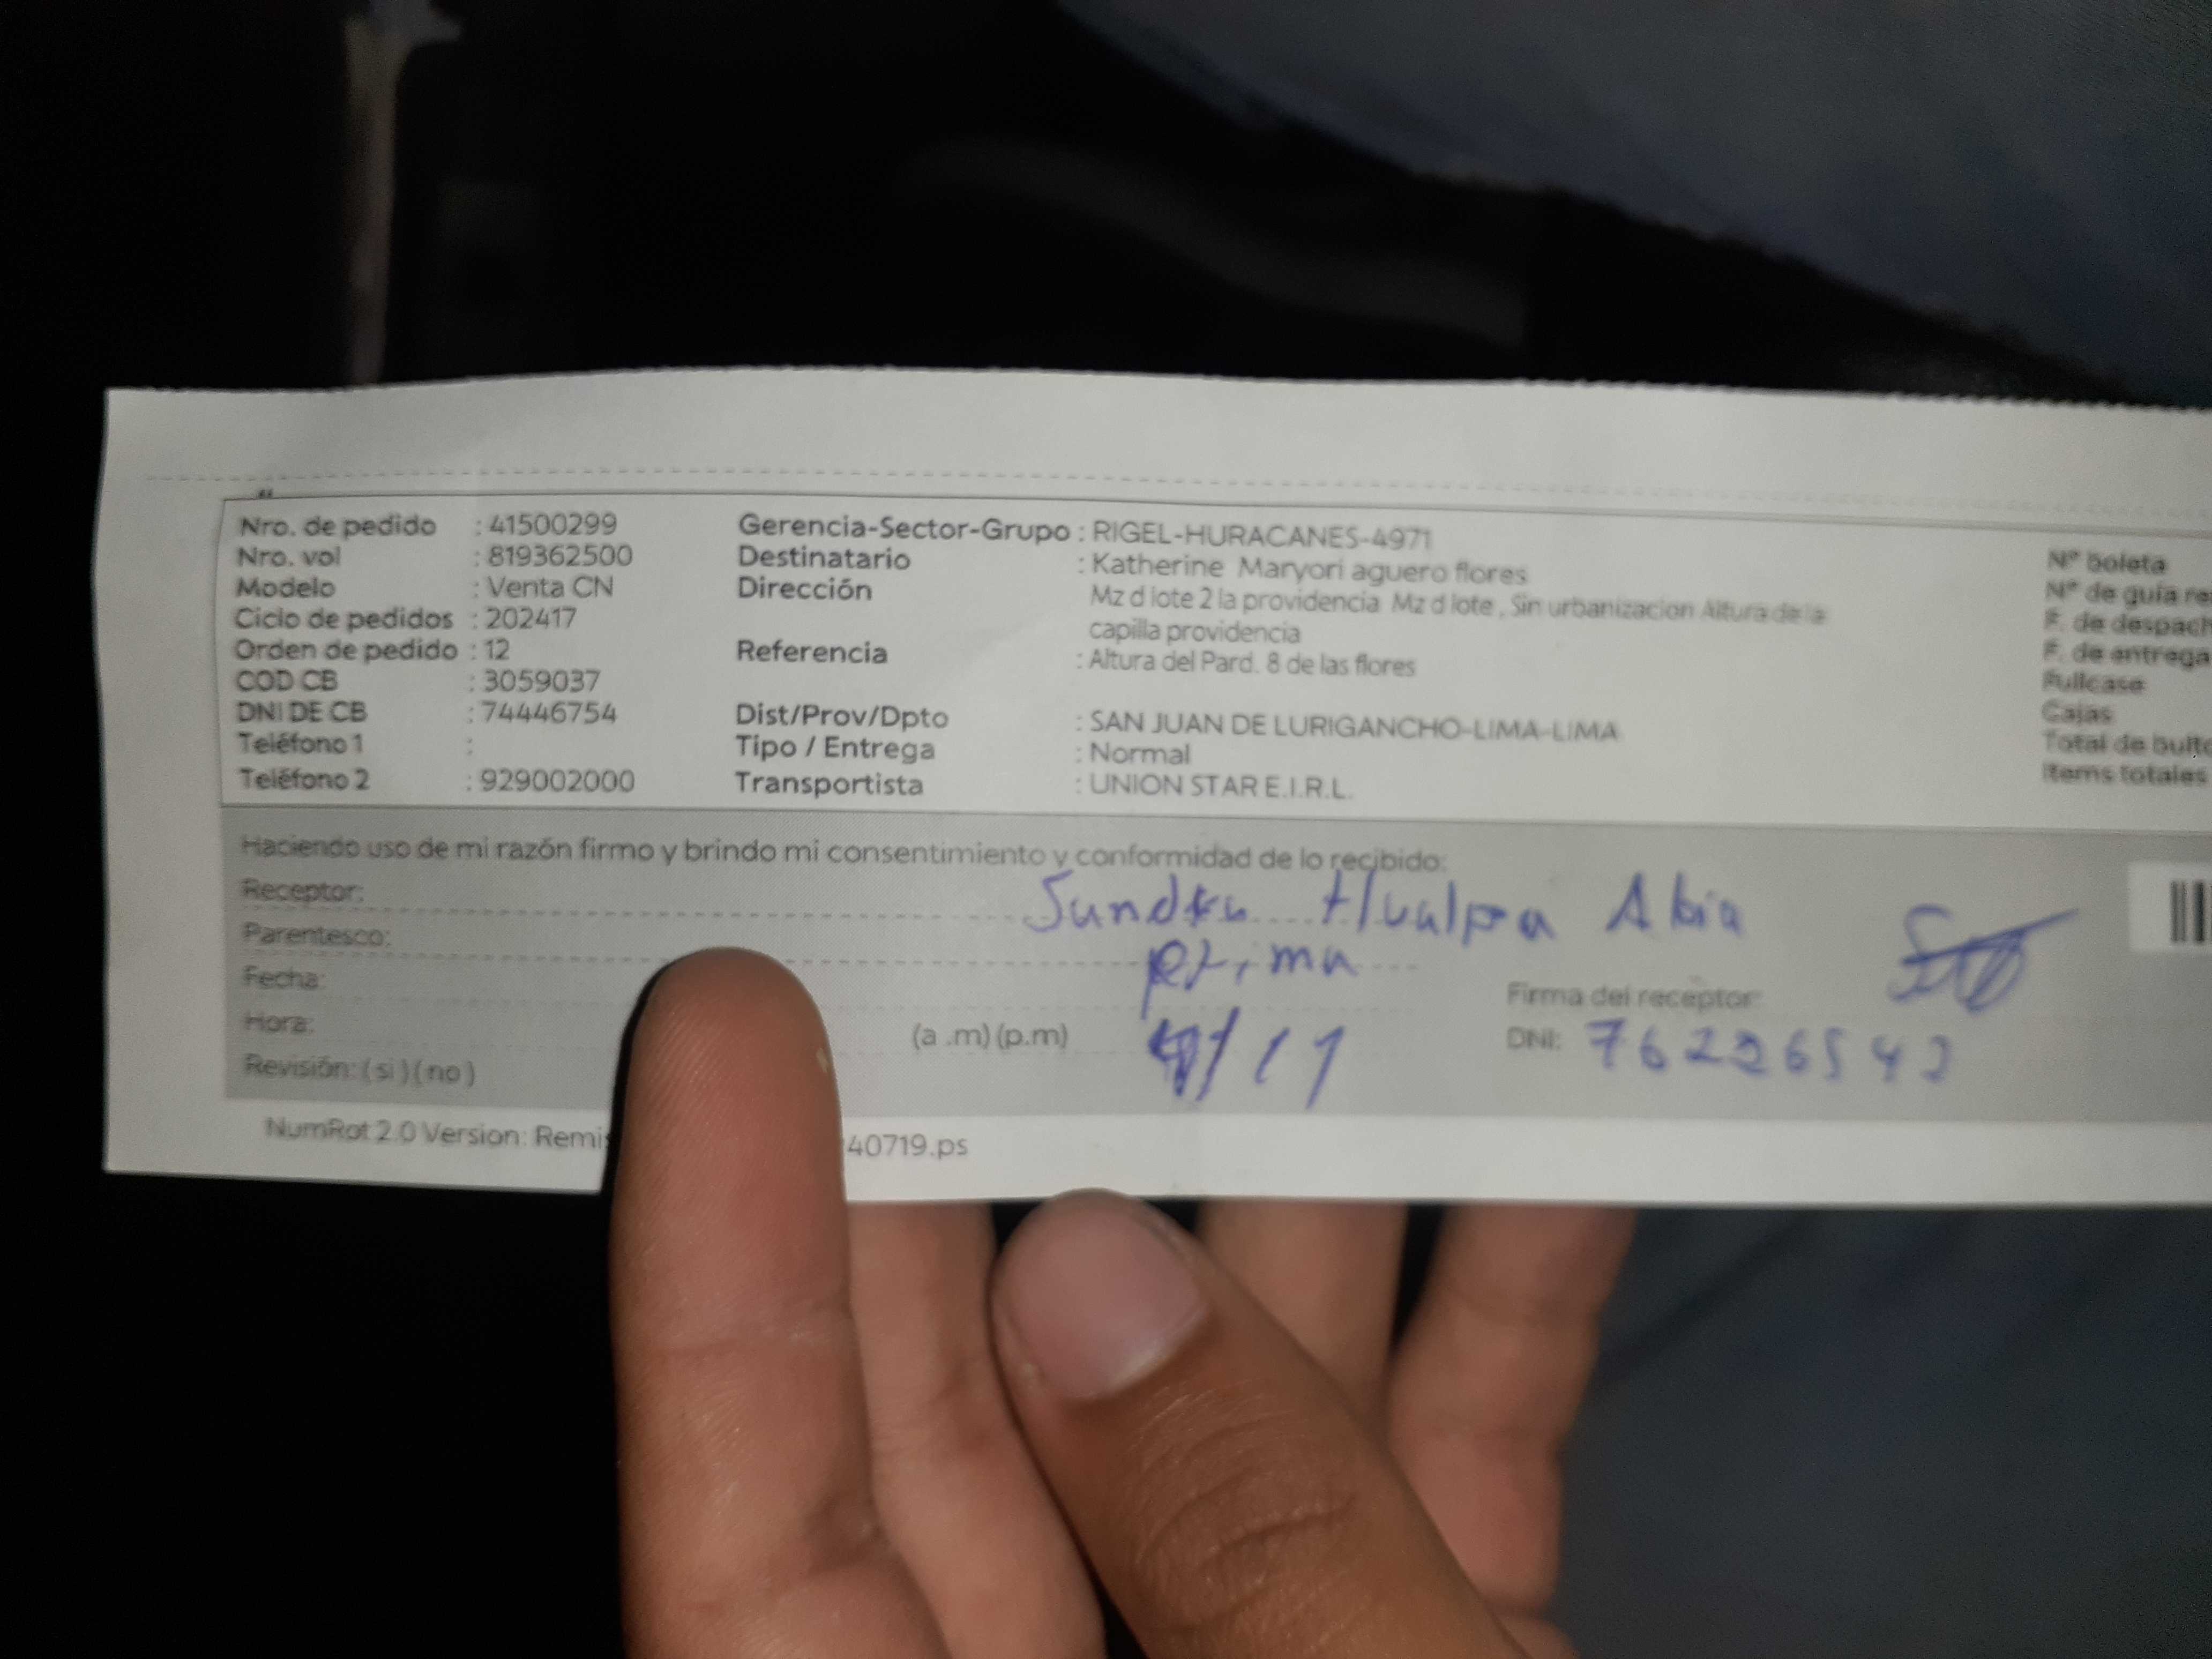 Nro. de pedido : 41500299
Nro. vol : 819362500
Modelo : Venta CN
Ciclo de pedidos : 202417
Orden de pedido : 12
COD CB : 3059037
DNI DE CB : 74446754
Teléfono 1 :
Teléfono 2 : 929002000
Gerencia-Sector-Grupo : RIGEL-HURACANES-4971
Destinatario : Katherine Maryori aguero flores
Dirección Mz d lote 2 la providencia Mz d lote , Sin urbanizacion Altura de la
capilla providencia
Referencia : Altura del Pard. 8 de las flores
Dist/Prov/Dpto : SAN JUAN DE LURIGANCHO-LIMA-LIMA
Tipo / Entrega : Normal
Transportista : UNION STAR E.I.R.L.
Nº boleta
Nº de guía re
F. de despach
F. de entrega
Fullcase
Cajas
Total de bulto
Items totales
Haciendo uso de mi razón firmo y brindo mi consentimiento y conformidad de lo recibido:
Receptor: Hualpa
Parentesco: prima
Fecha:
Hora: (a .m) (p.m)
Revisión: ( si ) ( no )
Firma del receptor:
DNI:
NumRot 2.0 Version: Remi 40719.ps